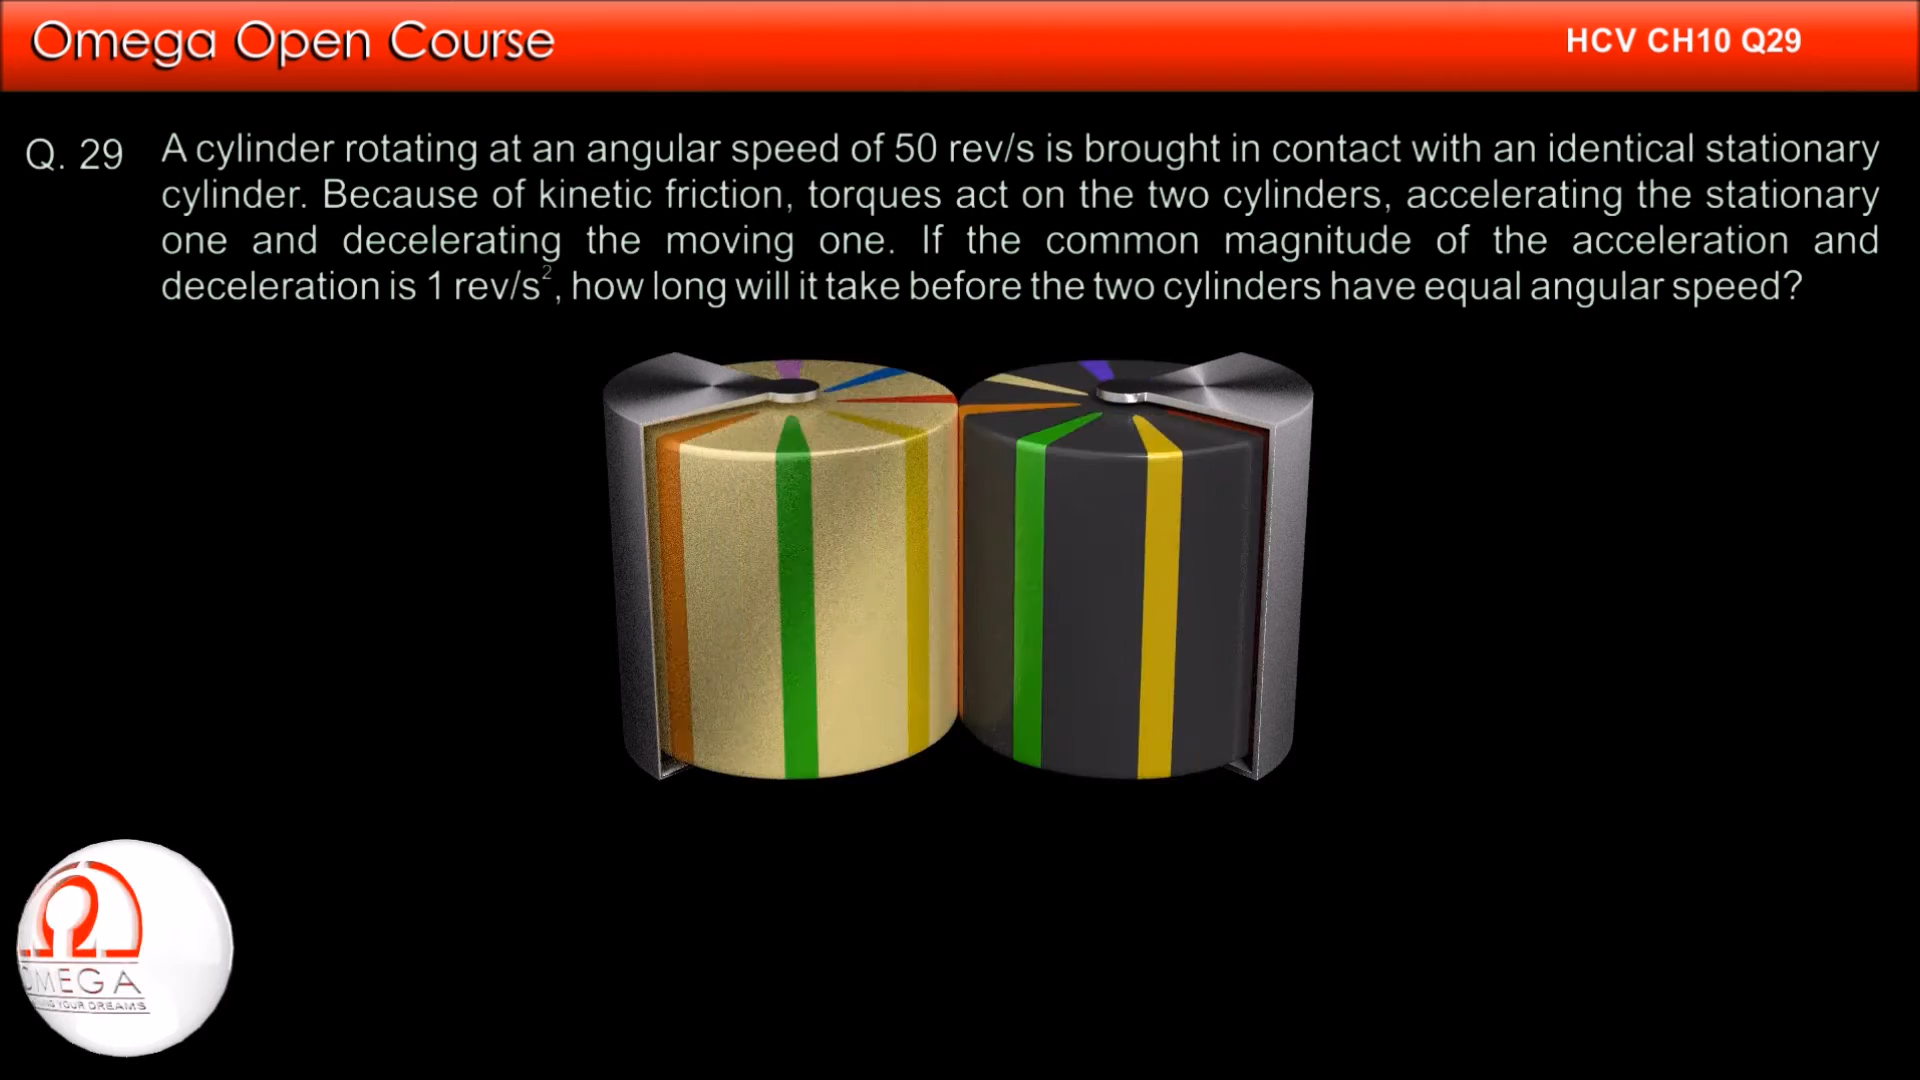 Omega Open Course
HCV CH10 Q29
Q. 29 A cylinder rotating at an angular speed of 50 rev/s is brought in contact with an identical stationary
cylinder. Because of kinetic friction, torques act on the two cylinders, accelerating the stationary
one and decelerating the moving one. If the common magnitude of the acceleration and
deceleration is 1 rev/s², how long will it take before the two cylinders have equal angular speed?
OMEGA
YOUR DREAMS